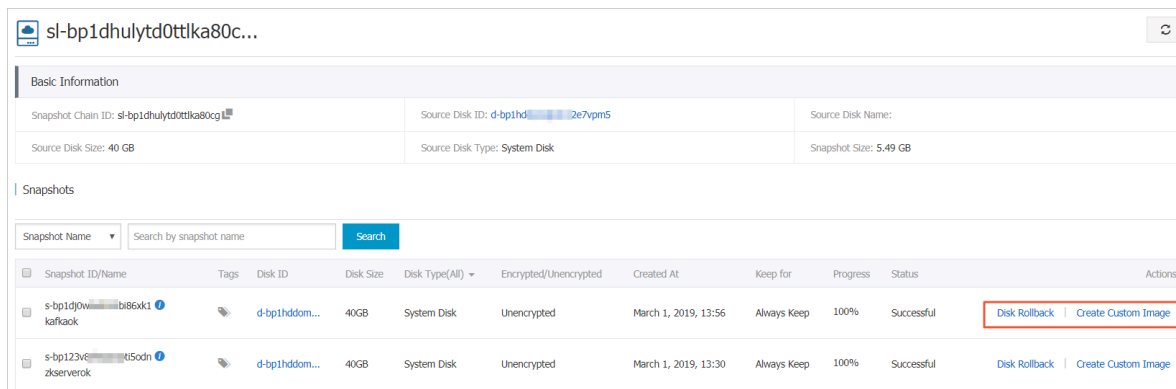 sl-bp1dhulytd0ttlka80c...
Basic Information
Snapshot Chain ID: sl-bp1dhulytd0ttlka80cg Source Disk ID: d-bp1hd 2e7vpm5 Source Disk Name:
Source Disk Size: 40 GB Source Disk Type: System Disk Snapshot Size: 5.49 GB
Snapshots
Snapshot Name Search by snapshot name Search
Snapshot ID/Name Tags Disk ID Disk Size Disk Type(All) Encrypted/Unencrypted Created At Keep for Progress Status Actions
s-bp1dj0w bi86xk1 d-bp1hddom... 40GB System Disk Unencrypted March 1, 2019, 13:56 Always Keep 100% Successful Disk Rollback | Create Custom Image
kafkaok
s-bp123v8 ti5odn d-bp1hddom... 40GB System Disk Unencrypted March 1, 2019, 13:30 Always Keep 100% Successful Disk Rollback | Create Custom Image
zkserverok